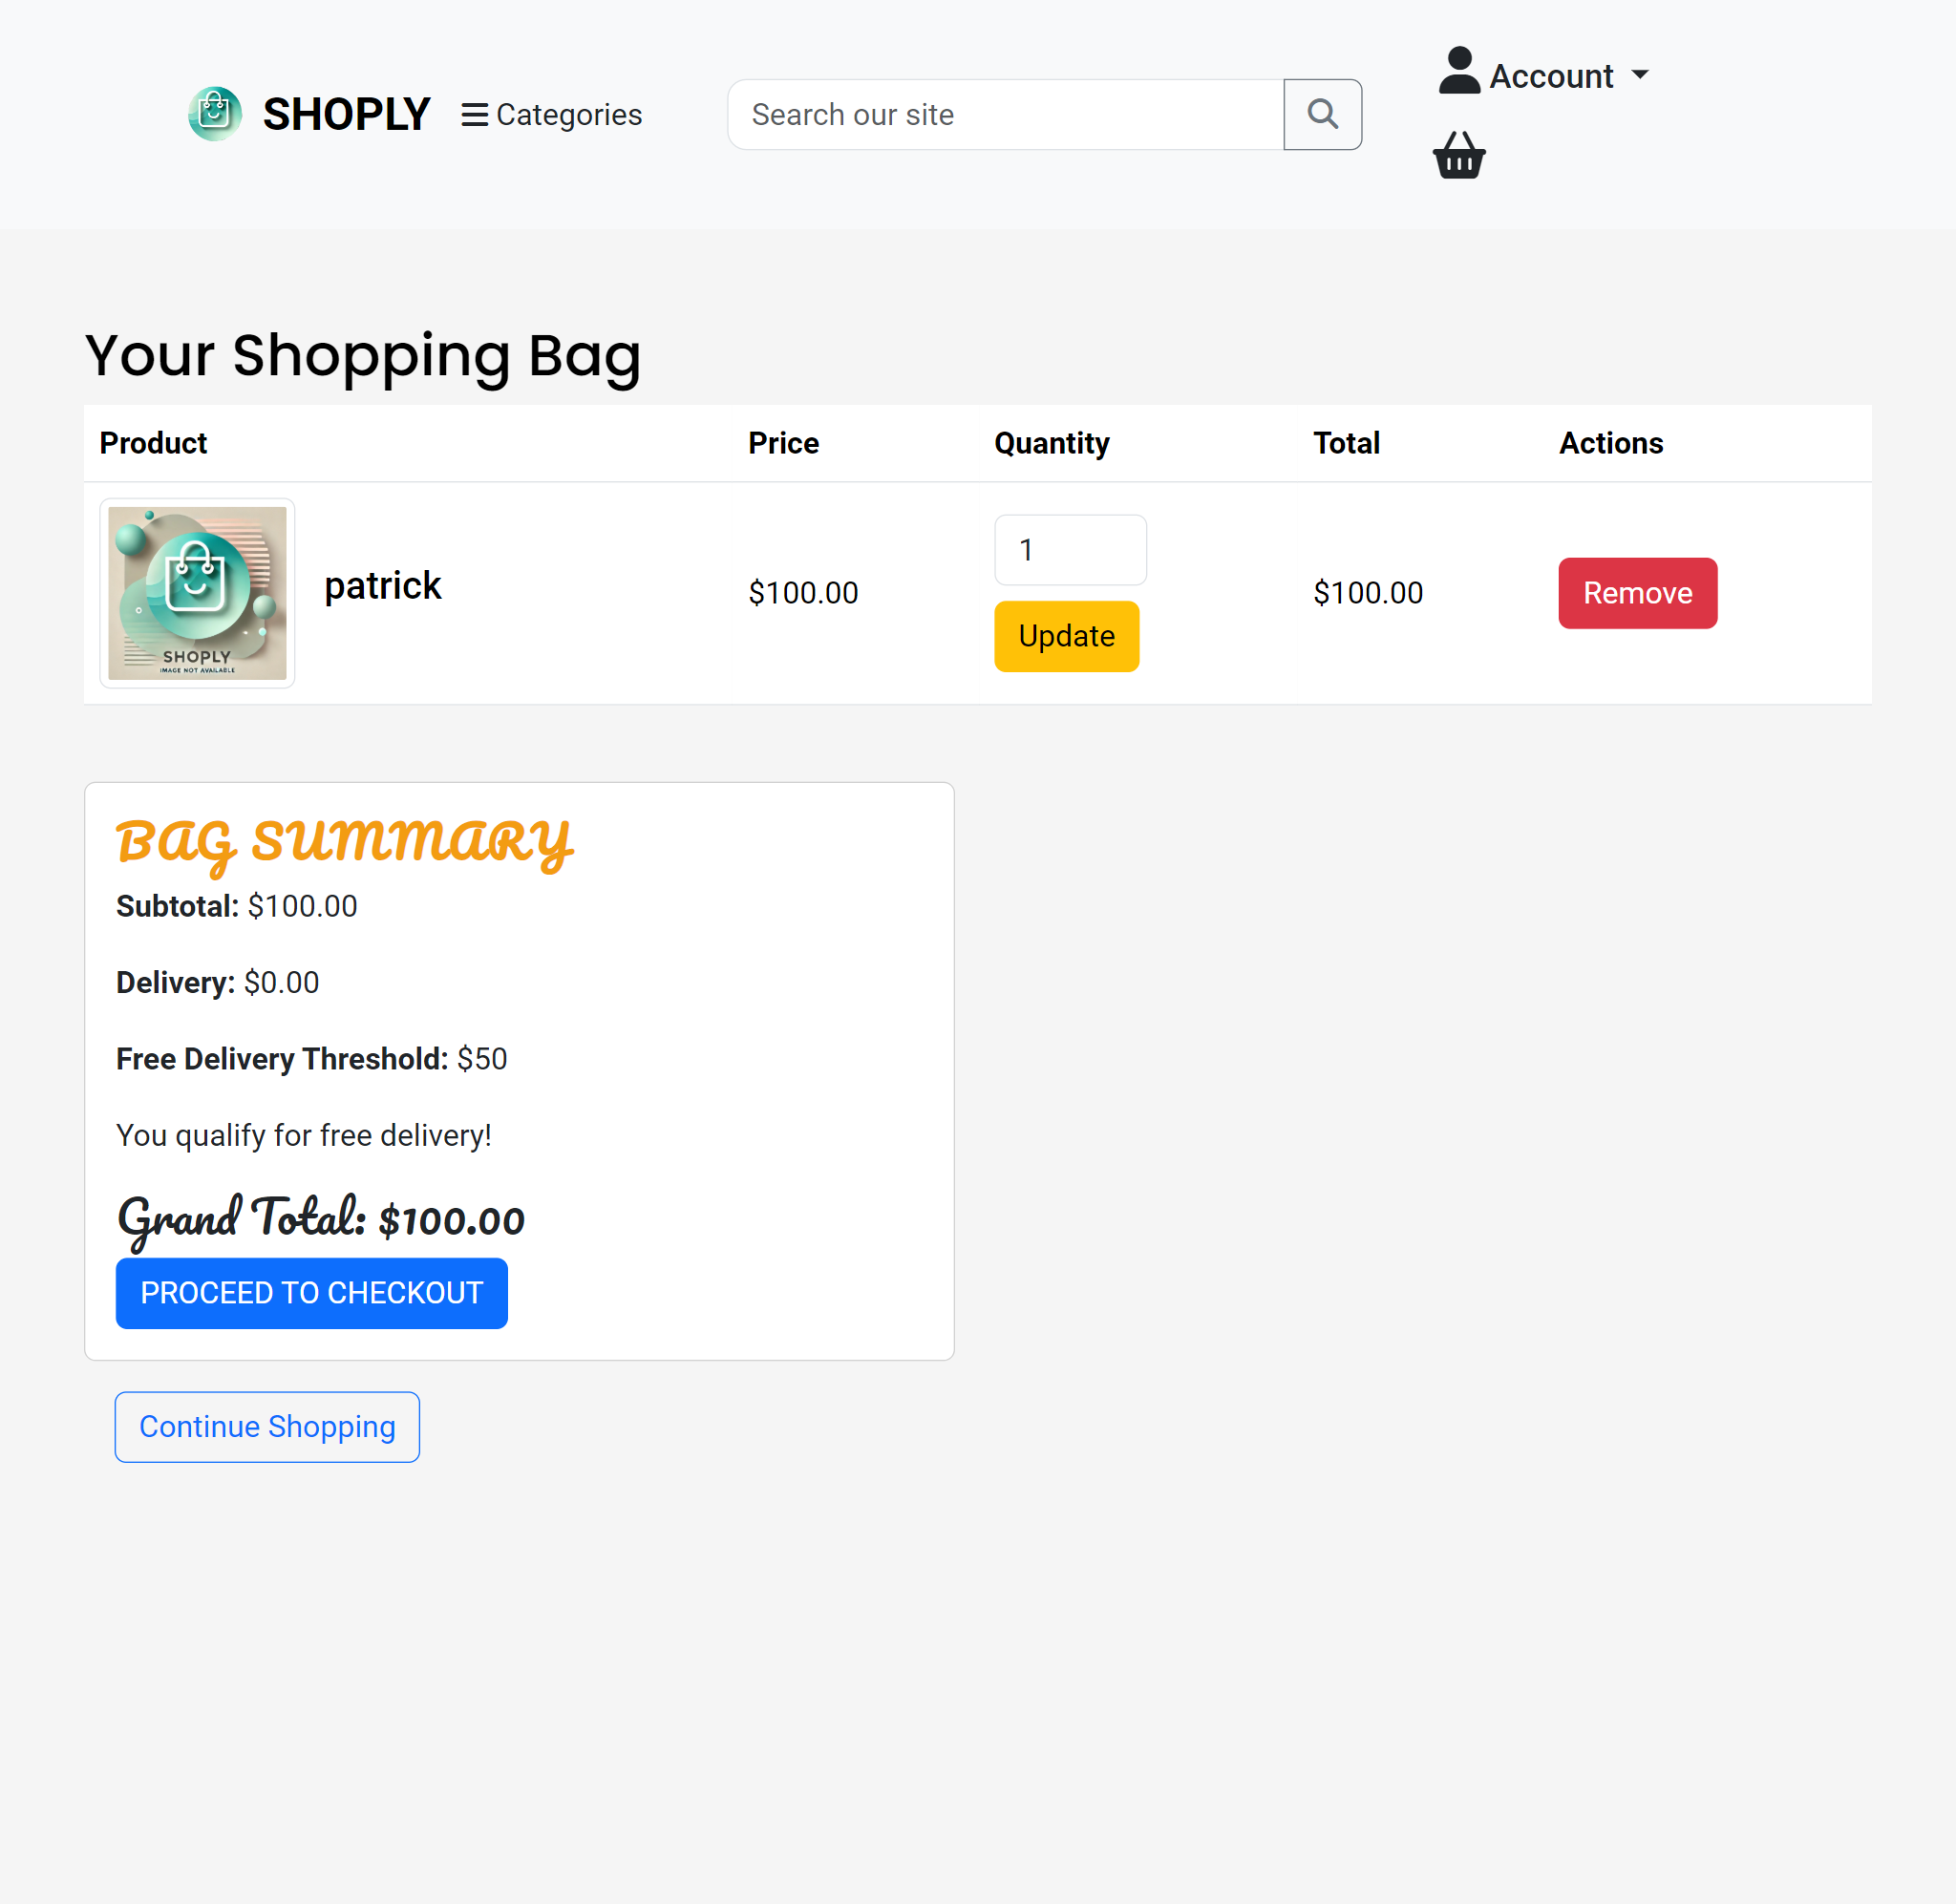 SHOPLY
Categories
Search our site
Account
Your Shopping Bag
Product Price Quantity Total Actions
SHOPLY
IMAGE NOT AVAILABLE
patrick
$100.00
1
Update
$100.00
Remove
BAG SUMMARY
Subtotal: $100.00
Delivery: $0.00
Free Delivery Threshold: $50
You qualify for free delivery!
Grand Total: $100.00
PROCEED TO CHECKOUT
Continue Shopping